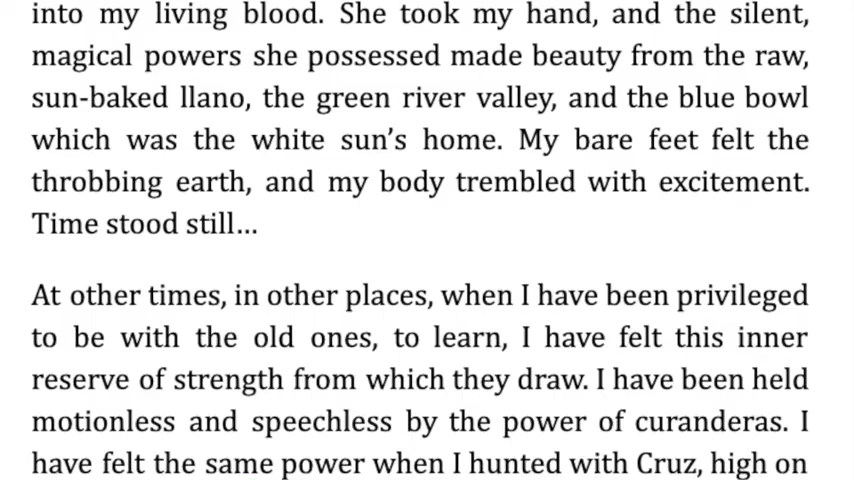 into my living blood. She took my hand, and the silent,
magical powers she possessed made beauty from the raw,
sun-baked llano, the green river valley, and the blue bowl
which was the white sun’s home. My bare feet felt the
throbbing earth, and my body trembled with excitement.
Time stood still…
At other times, in other places, when I have been privileged
to be with the old ones, to learn, I have felt this inner
reserve of strength from which they draw. I have been held
motionless and speechless by the power of curanderas. I
have felt the same power when I hunted with Cruz, high on